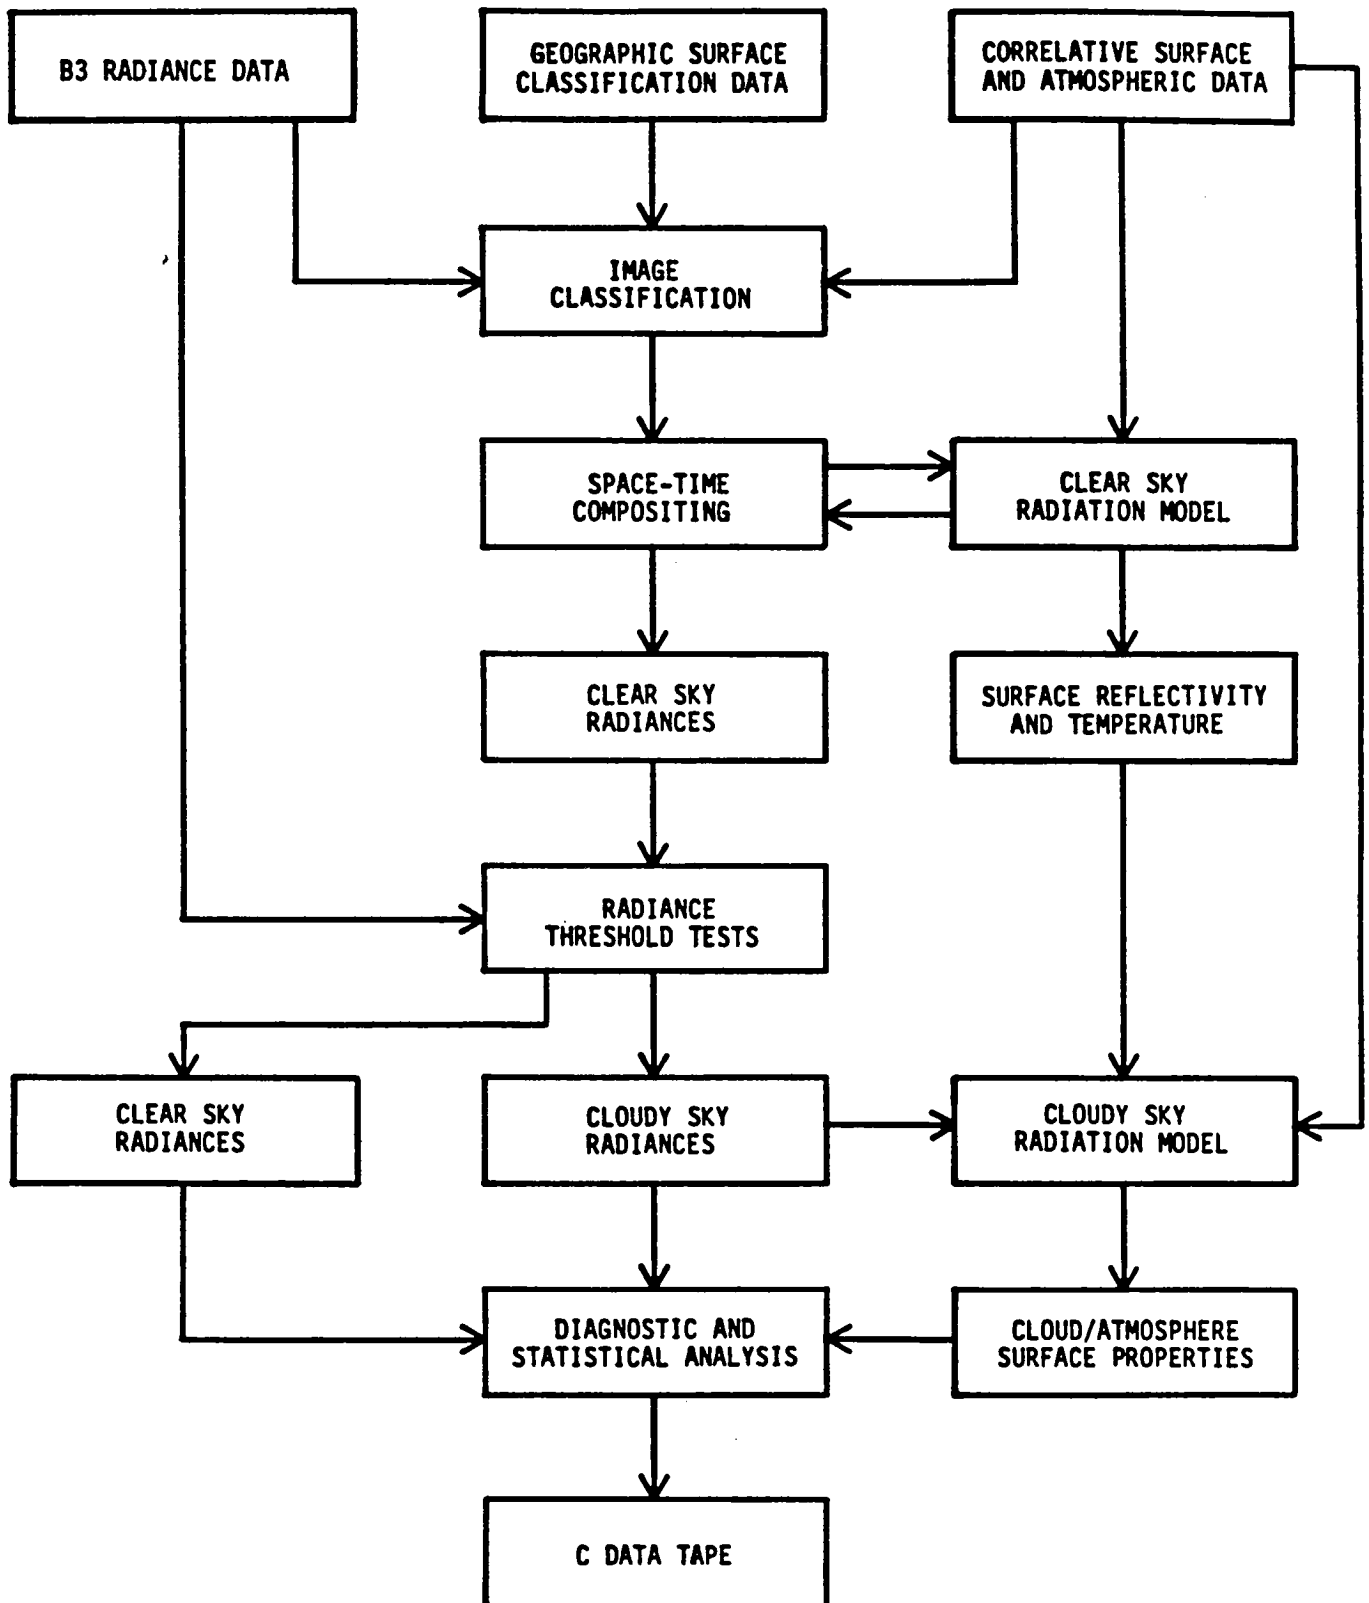 B3 RADIANCE DATA
GEOGRAPHIC SURFACE
CLASSIFICATION DATA
CORRELATIVE SURFACE
AND ATMOSPHERIC DATA
IMAGE
CLASSIFICATION
SPACE-TIME
COMPOSITING
CLEAR SKY
RADIATION MODEL
CLEAR SKY
RADIANCES
SURFACE REFLECTIVITY
AND TEMPERATURE
RADIANCE
THRESHOLD TESTS
CLEAR SKY
RADIANCES
CLOUDY SKY
RADIANCES
CLOUDY SKY
RADIATION MODEL
DIAGNOSTIC AND
STATISTICAL ANALYSIS
CLOUD/ATMOSPHERE
SURFACE PROPERTIES
C DATA TAPE